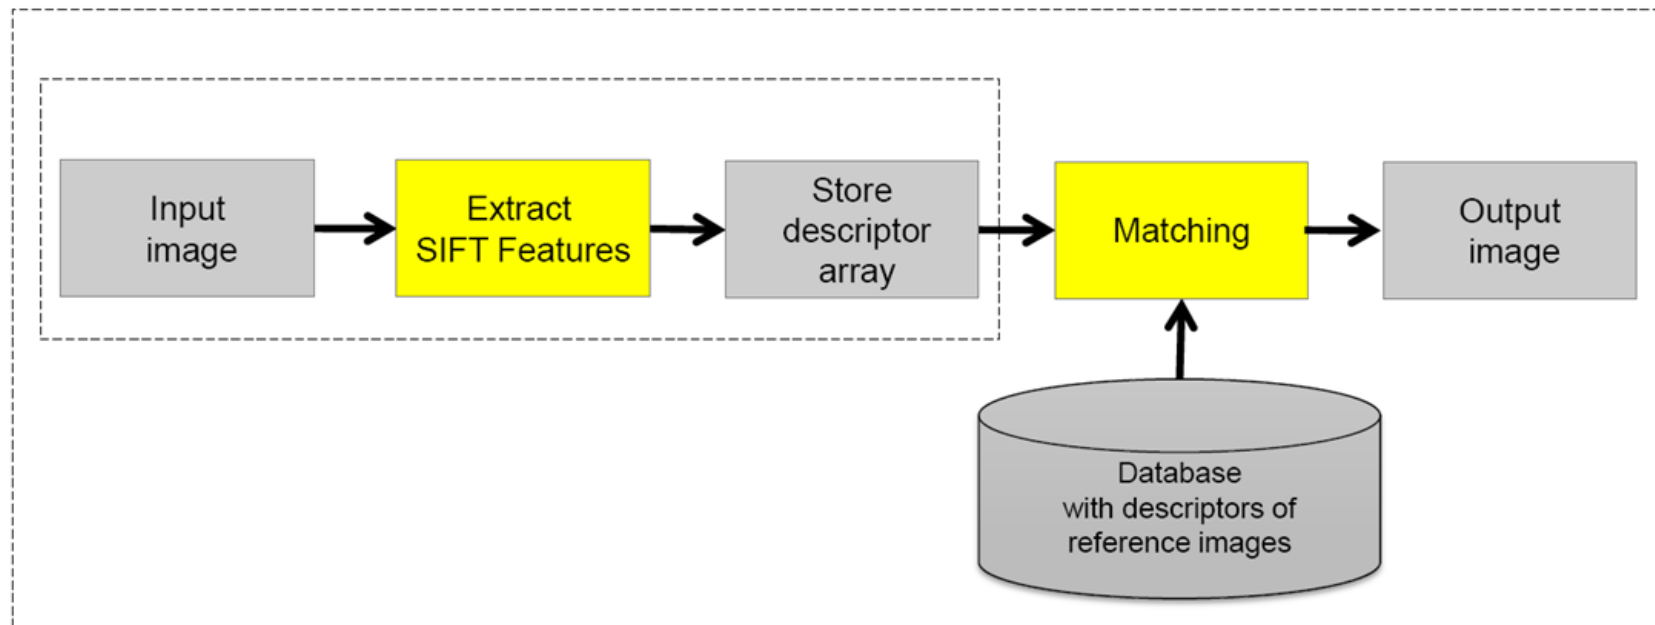 Input
image
Extract
SIFT Features
Store
descriptor
array
Matching
Output
image
Database
with descriptors of
reference images